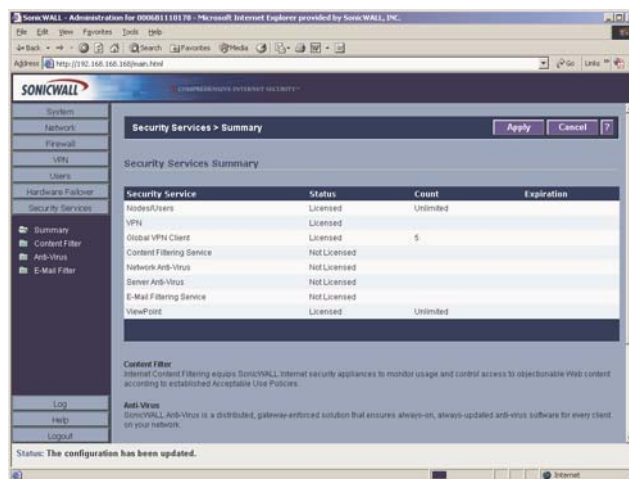 SonicWALL - Administration for 000681110178 - Microsoft Internet Explorer provided by SonicWALL, INC.
File Edit View Favorites Tools Help
Back Search Favorites Media
Address http://192.168.168.168/main.html Go Links
SONICWALL COMPREHENSIVE INTERNET SECURITY
System
Network
Firewall
VPN
Users
Hardware Failover
Security Services
Summary
Content Filter
Anti-Virus
E-Mail Filter
Log
Help
Logout
Security Services > Summary Apply Cancel ?
Security Services Summary
Security Service Status Count Expiration
Nodes/Users Licensed Unlimited
VPN Licensed
Global VPN Client Licensed 5
Content Filtering Service Not Licensed
Network Anti-Virus Not Licensed
Server Anti-Virus Not Licensed
E-Mail Filtering Service Not Licensed
ViewPoint Licensed Unlimited
Content Filter
Internet Content Filtering equips SonicWALL Internet security appliances to monitor usage and control access to objectionable Web content
according to established Acceptable Use Policies.
Anti-Virus
SonicWALL Anti-Virus is a distributed, gateway-enforced solution that ensures always-on, always-updated anti-virus software for every client
on your network.
Status: The configuration has been updated.
Internet